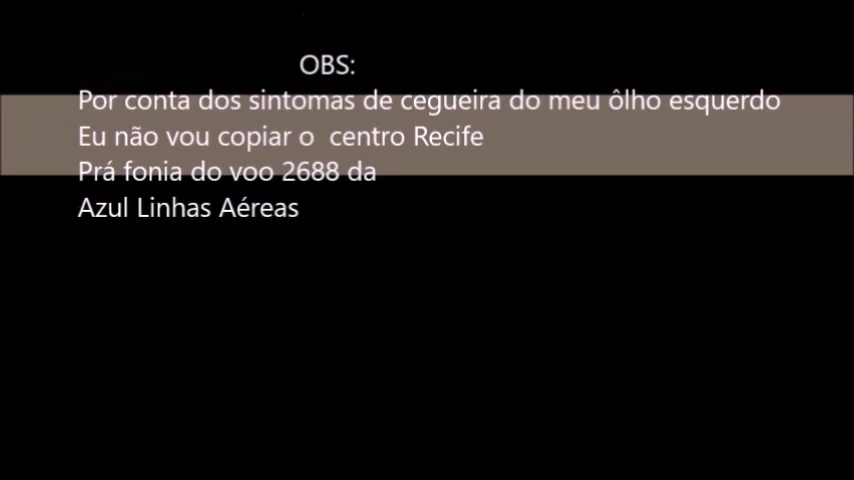 OBS:
Por conta dos sintomas de cegueira do meu ôlho esquerdo
Eu não vou copiar o  centro Recife
Prá fonia do voo 2688 da
Azul Linhas Aéreas